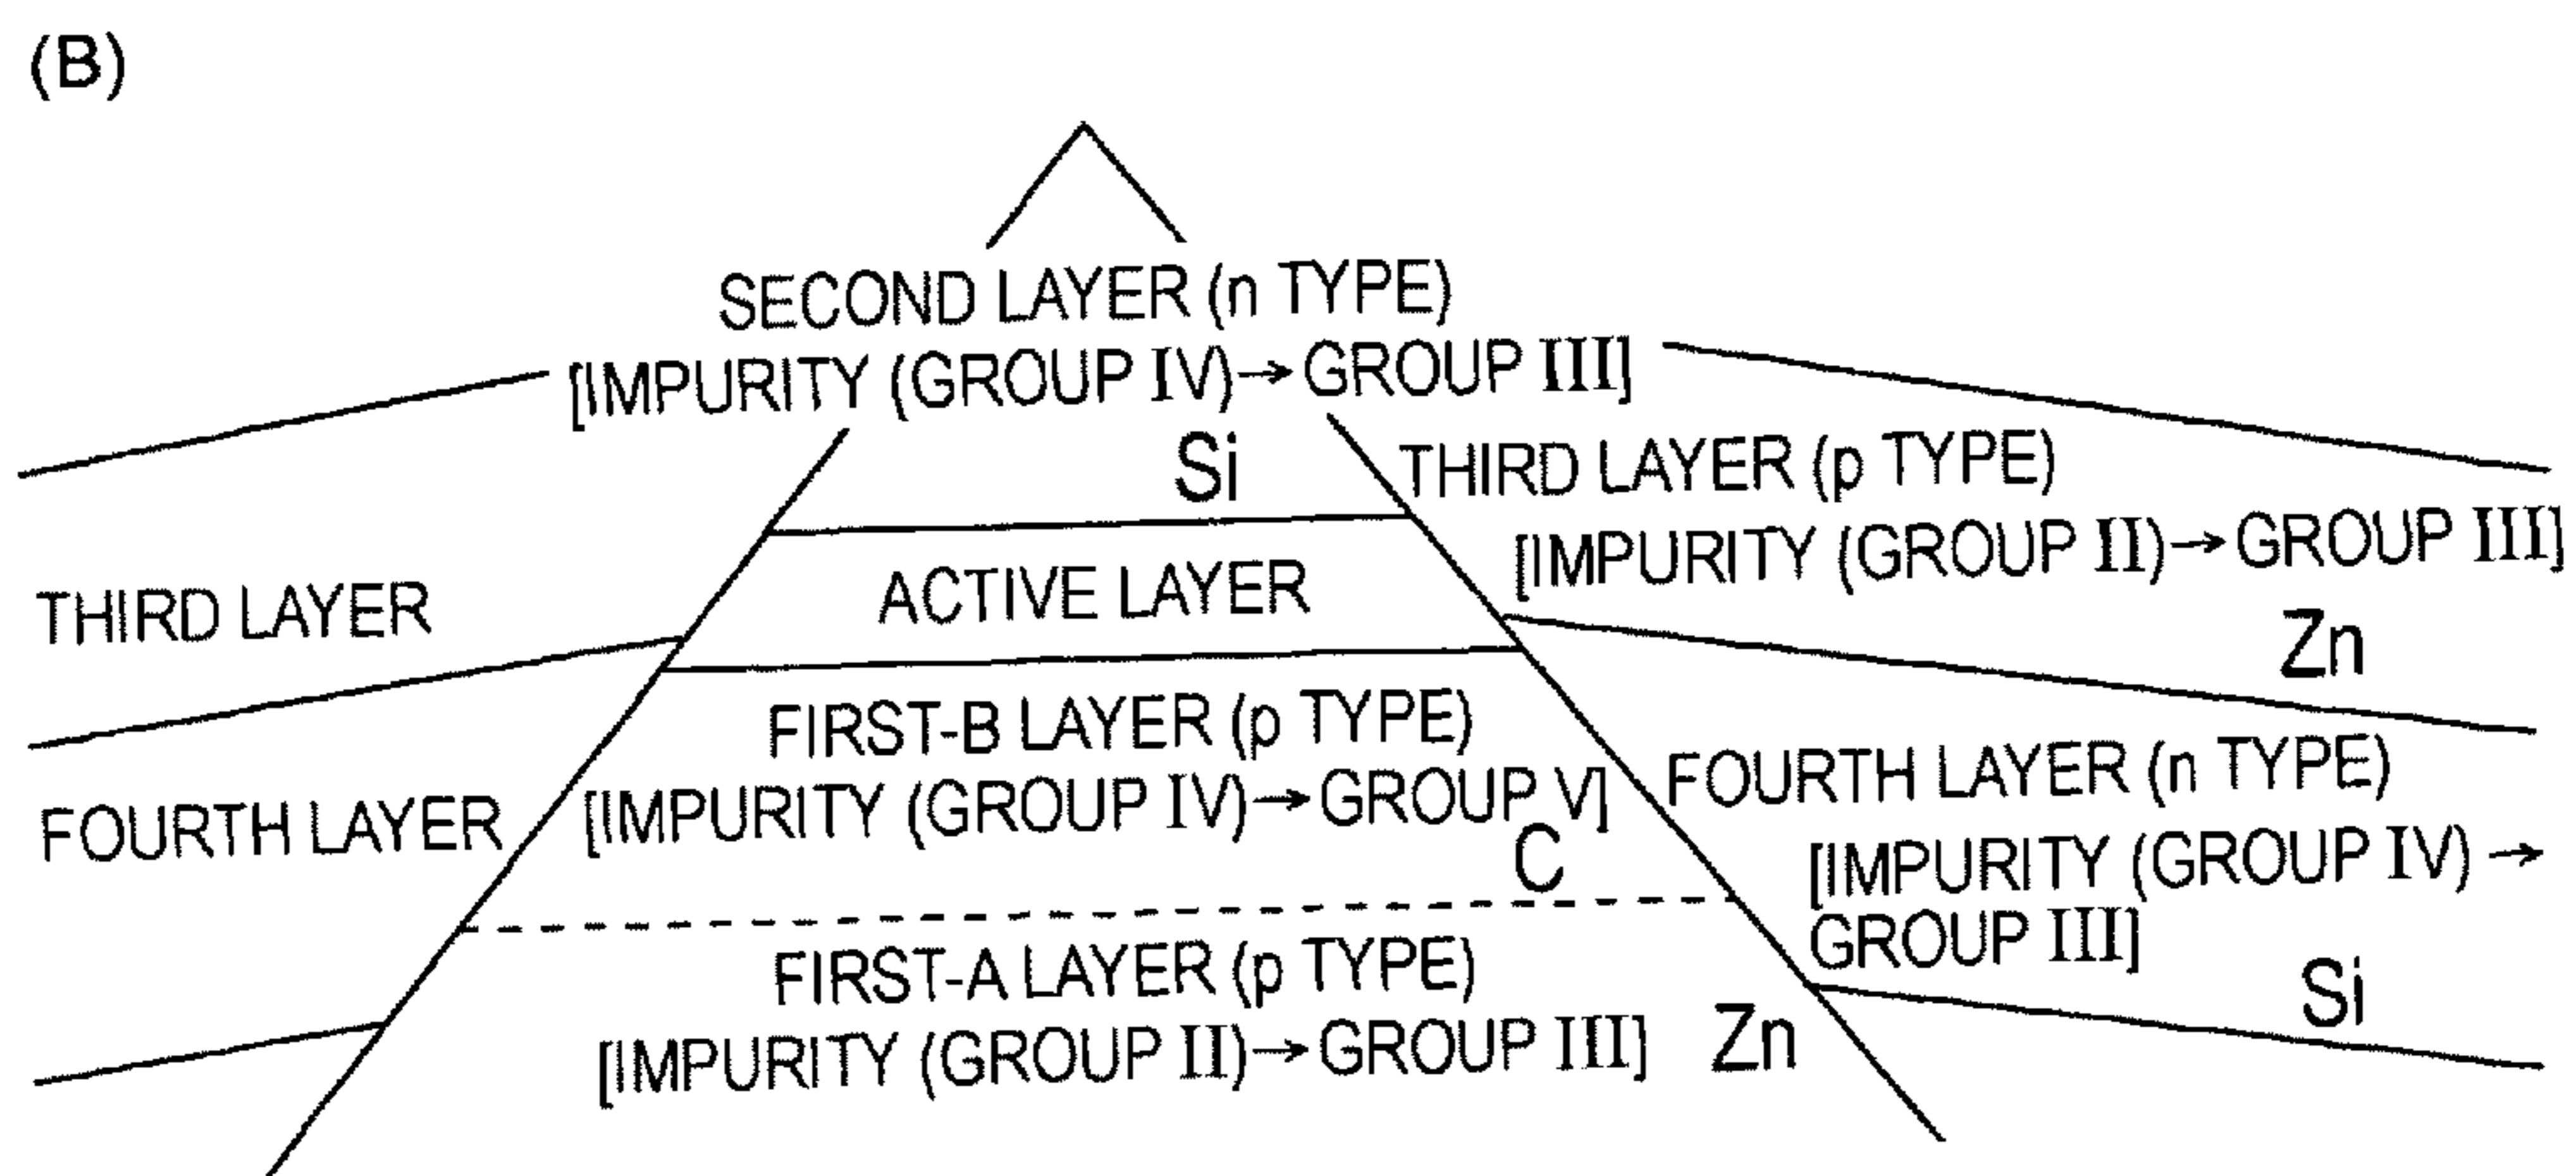 (B)
SECOND LAYER (n TYPE)
[IMPURITY (GROUP IV)→GROUP III]
Si
THIRD LAYER (p TYPE)
[IMPURITY (GROUP II)→GROUP III]
Zn
ACTIVE LAYER
THIRD LAYER
FIRST-B LAYER (p TYPE)
[IMPURITY (GROUP IV)→GROUP V]
C
FOURTH LAYER (n TYPE)
[IMPURITY (GROUP IV) →
GROUP III]
Si
FOURTH LAYER
FIRST-A LAYER (p TYPE)
[IMPURITY (GROUP II)→GROUP III]
Zn